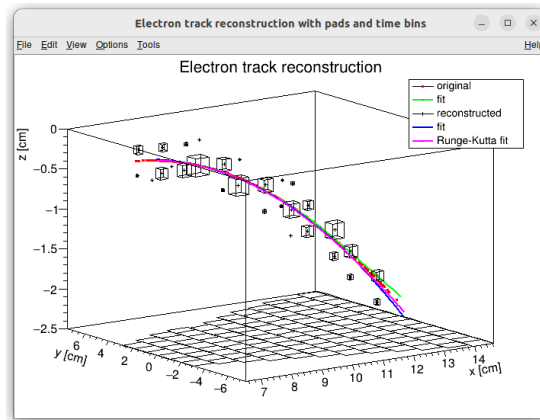 Electron track reconstruction with pads and time bins
File Edit View Options Tools Help
Electron track reconstruction
original
fit
reconstructed
fit
Runge-Kutta fit
z [cm]
0
−0.5
−1
−1.5
−2
−2.5
y [cm]
6 4 2 0 −2 −4 −6
7 8 9 10 11 12 13 14
x [cm]